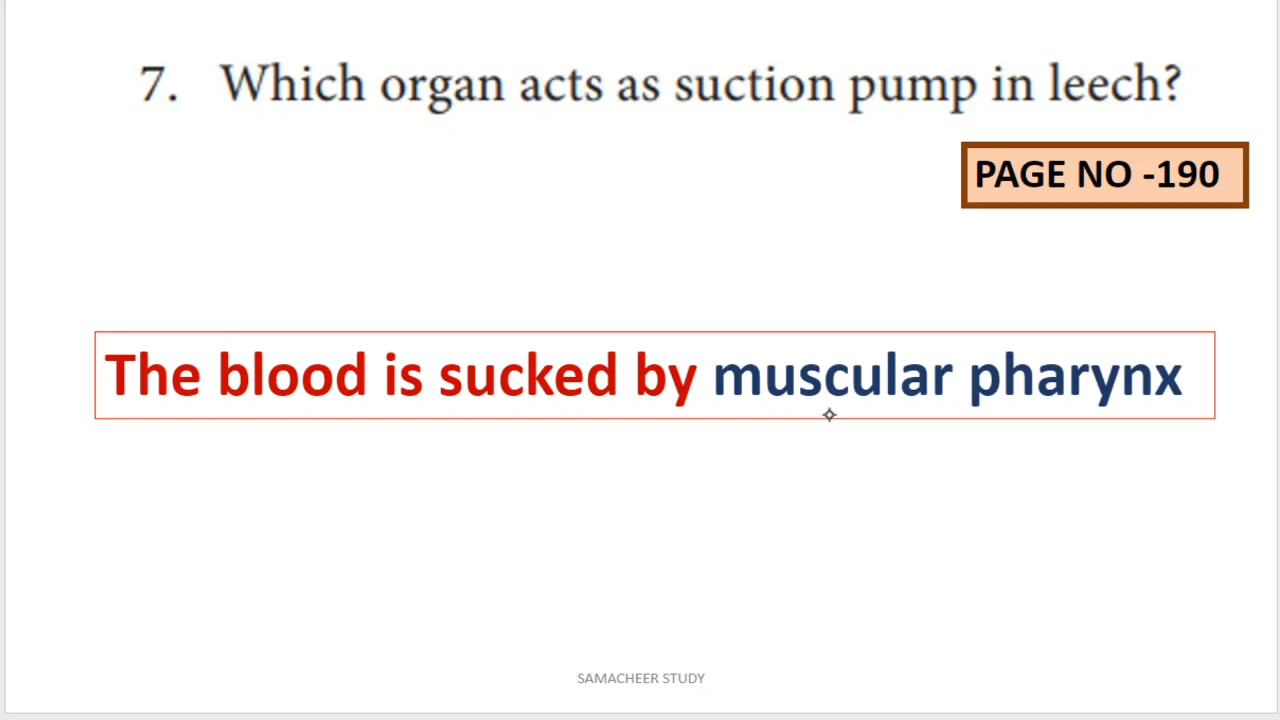 7. Which organ acts as suction pump in leech?
PAGE NO -190
The blood is sucked by muscular pharynx
SAMACHEER STUDY